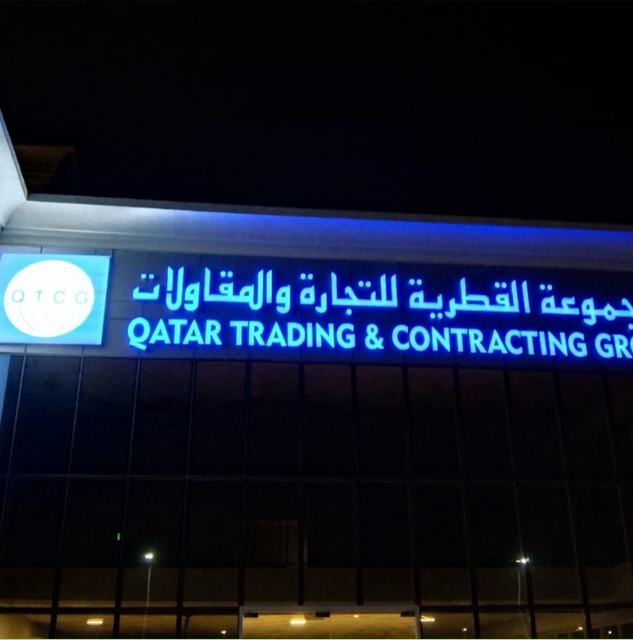 QTCG
جموعة القطرية للتجارة والمقاولات
QATAR TRADING & CONTRACTING GRO